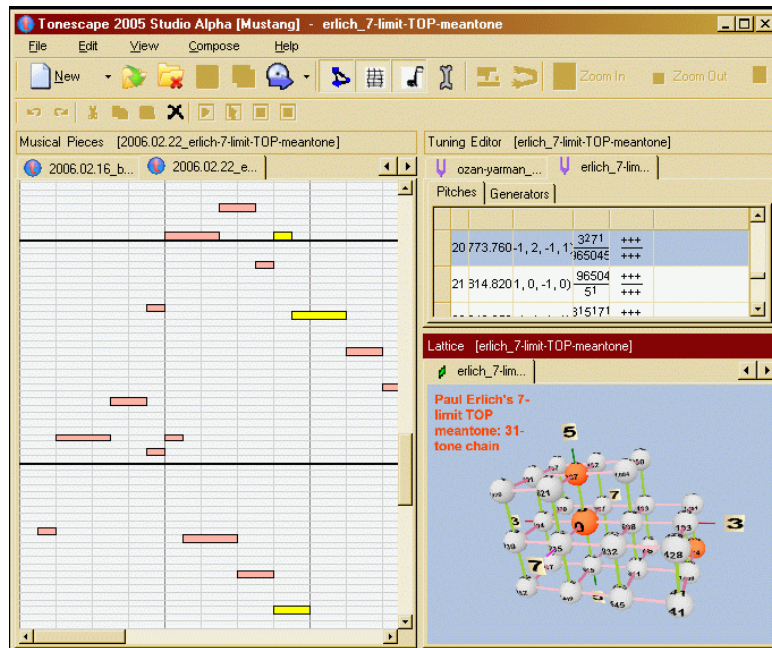 Tonescape 2005 Studio Alpha [Mustang] - erlich_7-limit-TOP-meantone
File Edit View Compose Help
New Zoom In Zoom Out
Musical Pieces [2006.02.22_erlich-7-limit-TOP-meantone]
2006.02.16_b... 2006.02.22_e...
Tuning Editor [erlich_7-limit-TOP-meantone]
ozan-yarman_... erlich_7-lim...
Pitches Generators
20 773.760 -1, 2, -1, 1) 3271 +++
965045 +++
21 814.820 1, 0, -1, 0) 96504 +++
51 +++
315171 +++
Lattice [erlich_7-limit-TOP-meantone]
erlich_7-lim...
Paul Erlich's 7-
limit TOP
meantone: 31-
tone chain
5
7
3 0 3
7
5